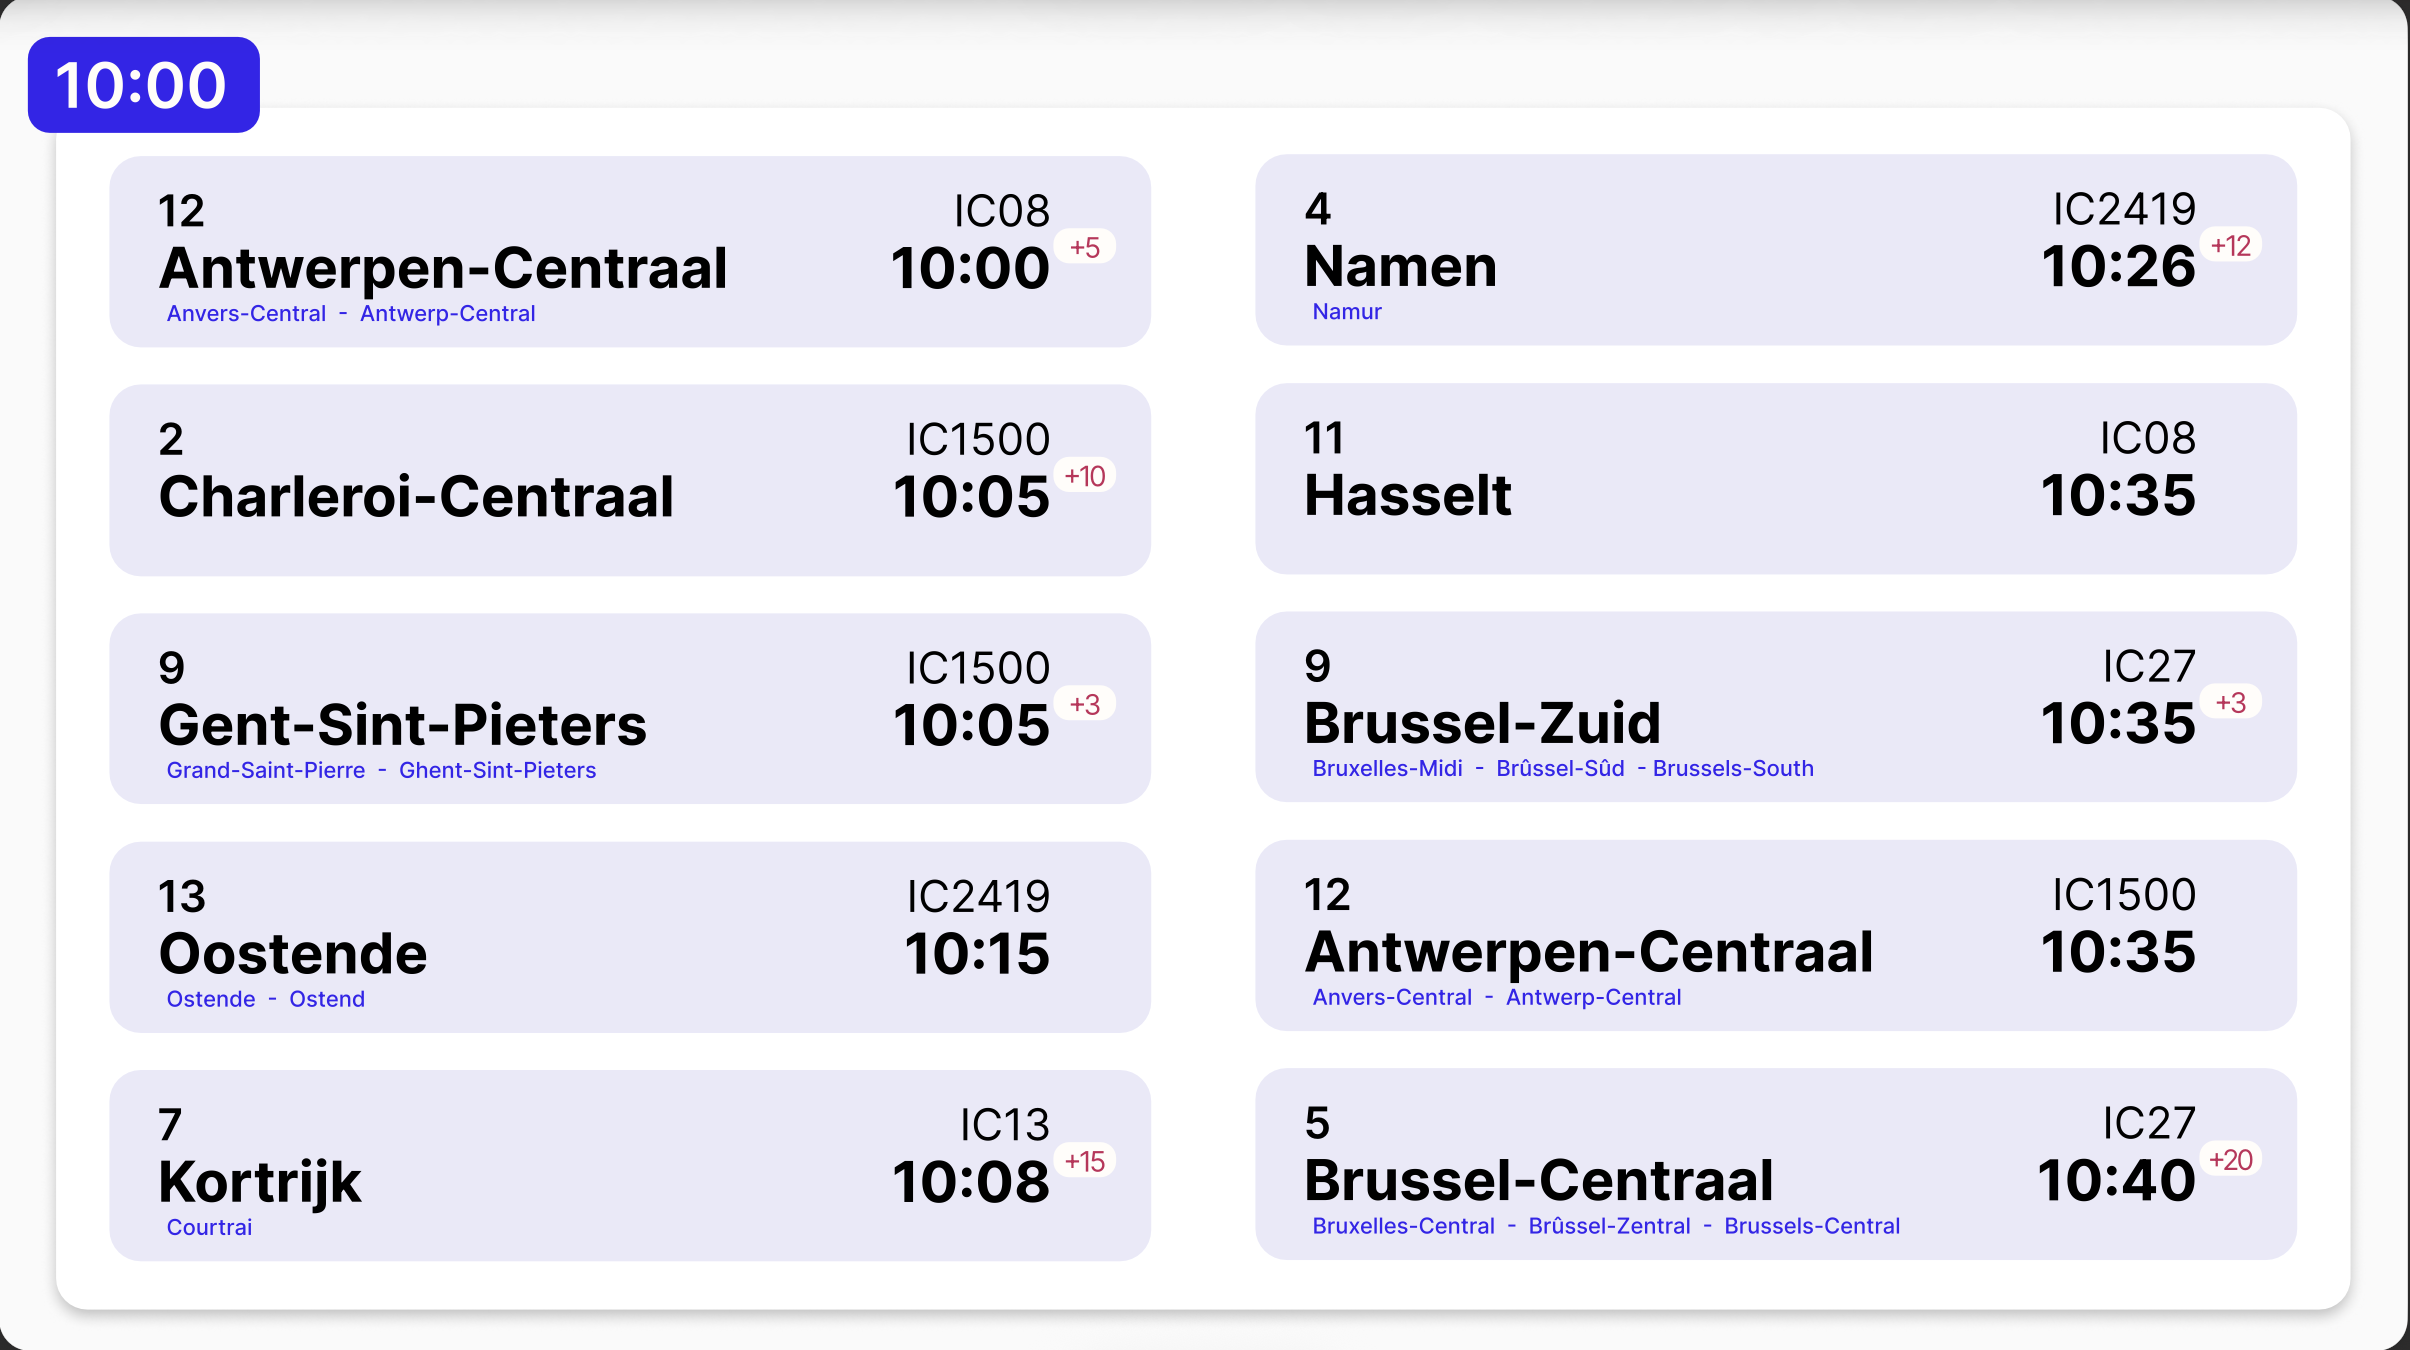 10:00
12
IC08
Antwerpen-Centraal
10:00
+5
Anvers-Central - Antwerp-Central
2
IC1500
Charleroi-Centraal
10:05
+10
9
IC1500
Gent-Sint-Pieters
10:05
+3
Grand-Saint-Pierre - Ghent-Sint-Pieters
13
IC2419
Oostende
10:15
Ostende - Ostend
7
IC13
Kortrijk
10:08
+15
Courtrai
4
IC2419
Namen
10:26
+12
Namur
11
IC08
Hasselt
10:35
9
IC27
Brussel-Zuid
10:35
+3
Bruxelles-Midi - Brûssel-Sûd - Brussels-South
12
IC1500
Antwerpen-Centraal
10:35
Anvers-Central - Antwerp-Central
5
IC27
Brussel-Centraal
10:40
+20
Bruxelles-Central - Brûssel-Zentral - Brussels-Central